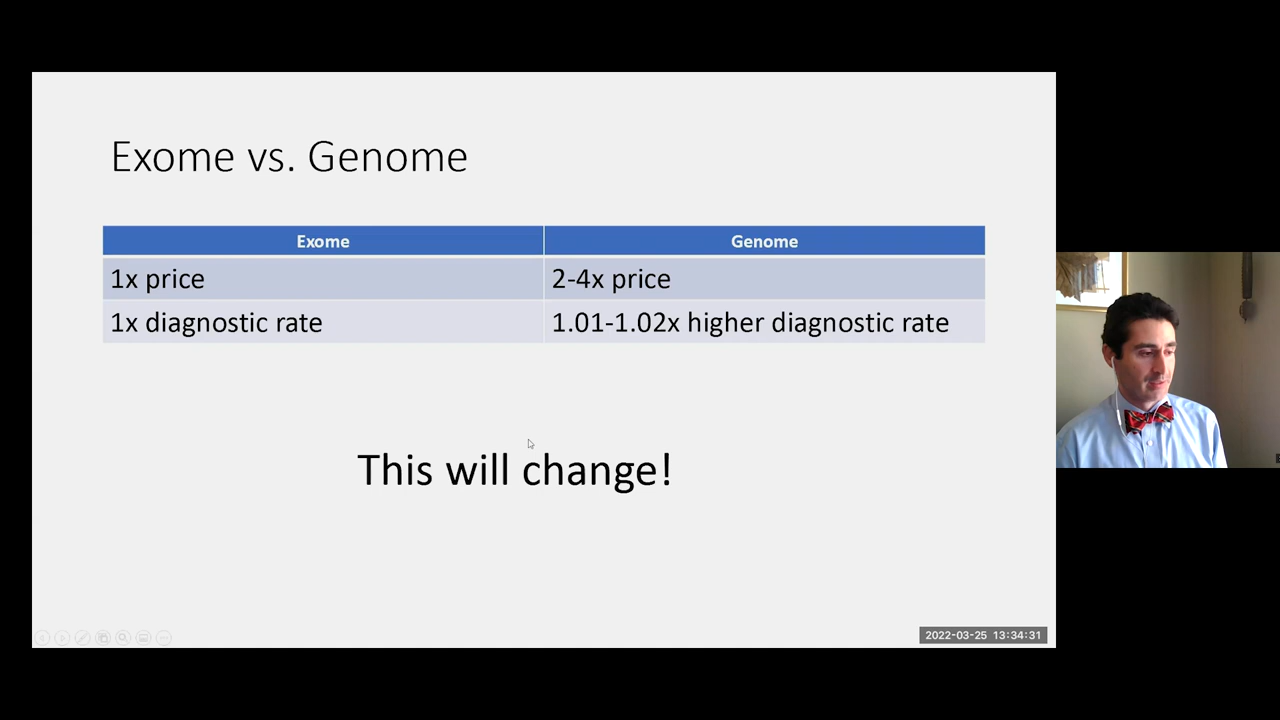 Exome vs. Genome
Exome Genome
1x price 2-4x price
1x diagnostic rate 1.01-1.02x higher diagnostic rate
This will change!
2022-03-25 13:34:31